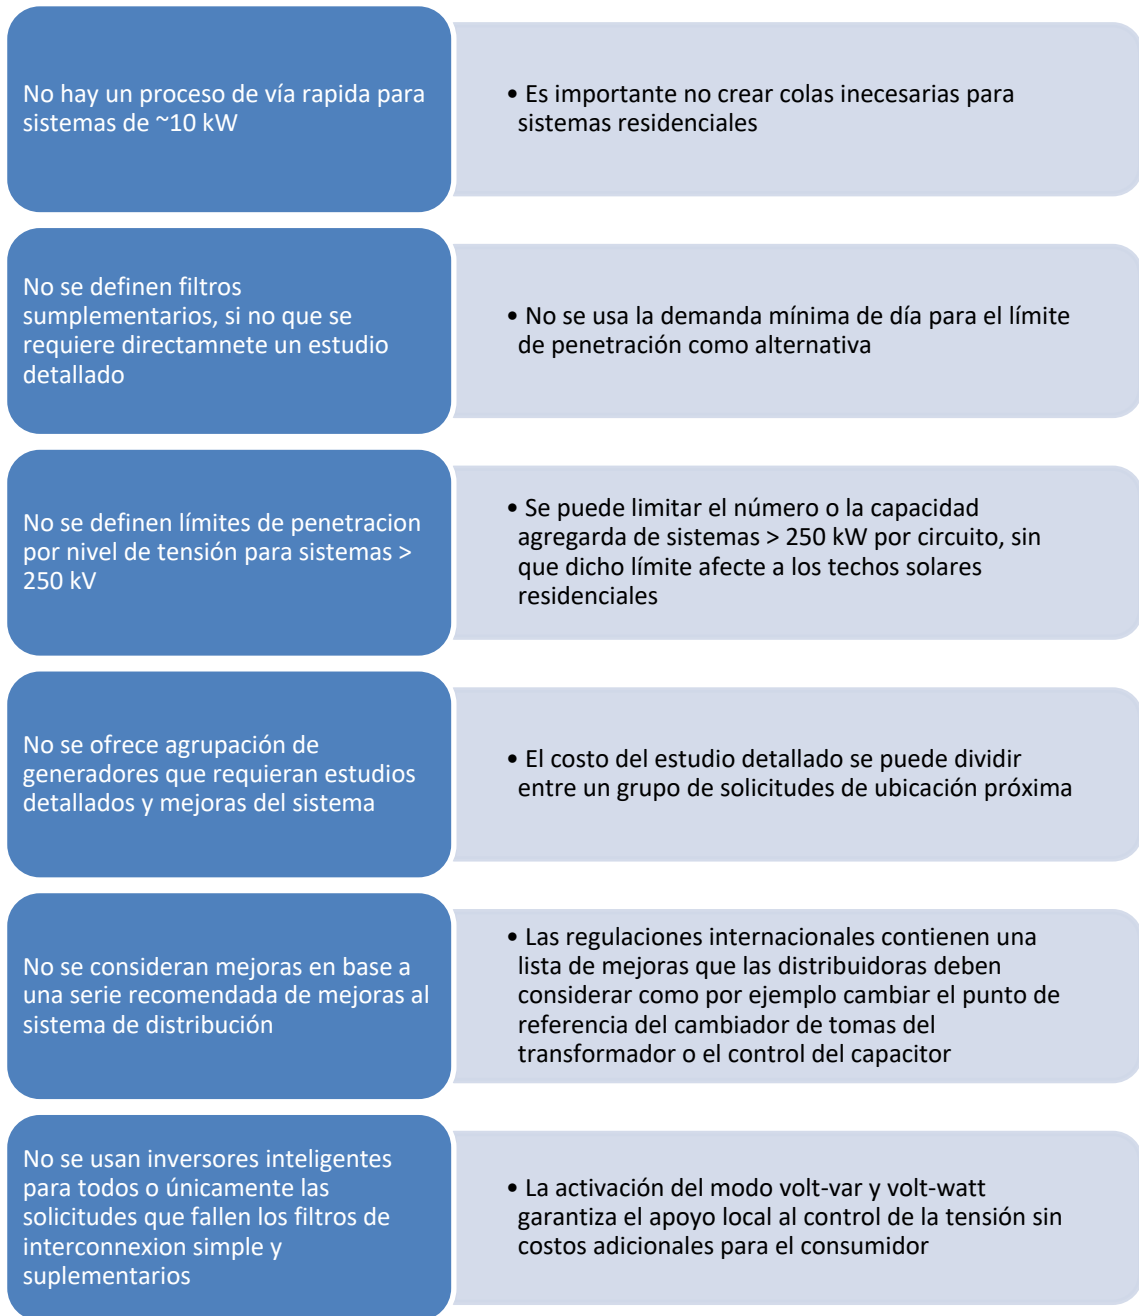 No hay un proceso de vía rapida para
sistemas de ~10 kW
• Es importante no crear colas inecesarias para
sistemas residenciales
No se definen filtros
sumplementarios, si no que se
requiere directamnete un estudio
detallado
• No se usa la demanda mínima de día para el límite
de penetración como alternativa
No se definen límites de penetracion
por nivel de tensión para sistemas >
250 kV
• Se puede limitar el número o la capacidad
agregarda de sistemas > 250 kW por circuito, sin
que dicho límite afecte a los techos solares
residenciales
No se ofrece agrupación de
generadores que requieran estudios
detallados y mejoras del sistema
• El costo del estudio detallado se puede dividir
entre un grupo de solicitudes de ubicación próxima
No se consideran mejoras en base a
una serie recomendada de mejoras al
sistema de distribución
• Las regulaciones internacionales contienen una
lista de mejoras que las distribuidoras deben
considerar como por ejemplo cambiar el punto de
referencia del cambiador de tomas del
transformador o el control del capacitor
No se usan inversores inteligentes
para todos o únicamente las
solicitudes que fallen los filtros de
interconnexion simple y
suplementarios
• La activación del modo volt-var y volt-watt
garantiza el apoyo local al control de la tensión sin
costos adicionales para el consumidor